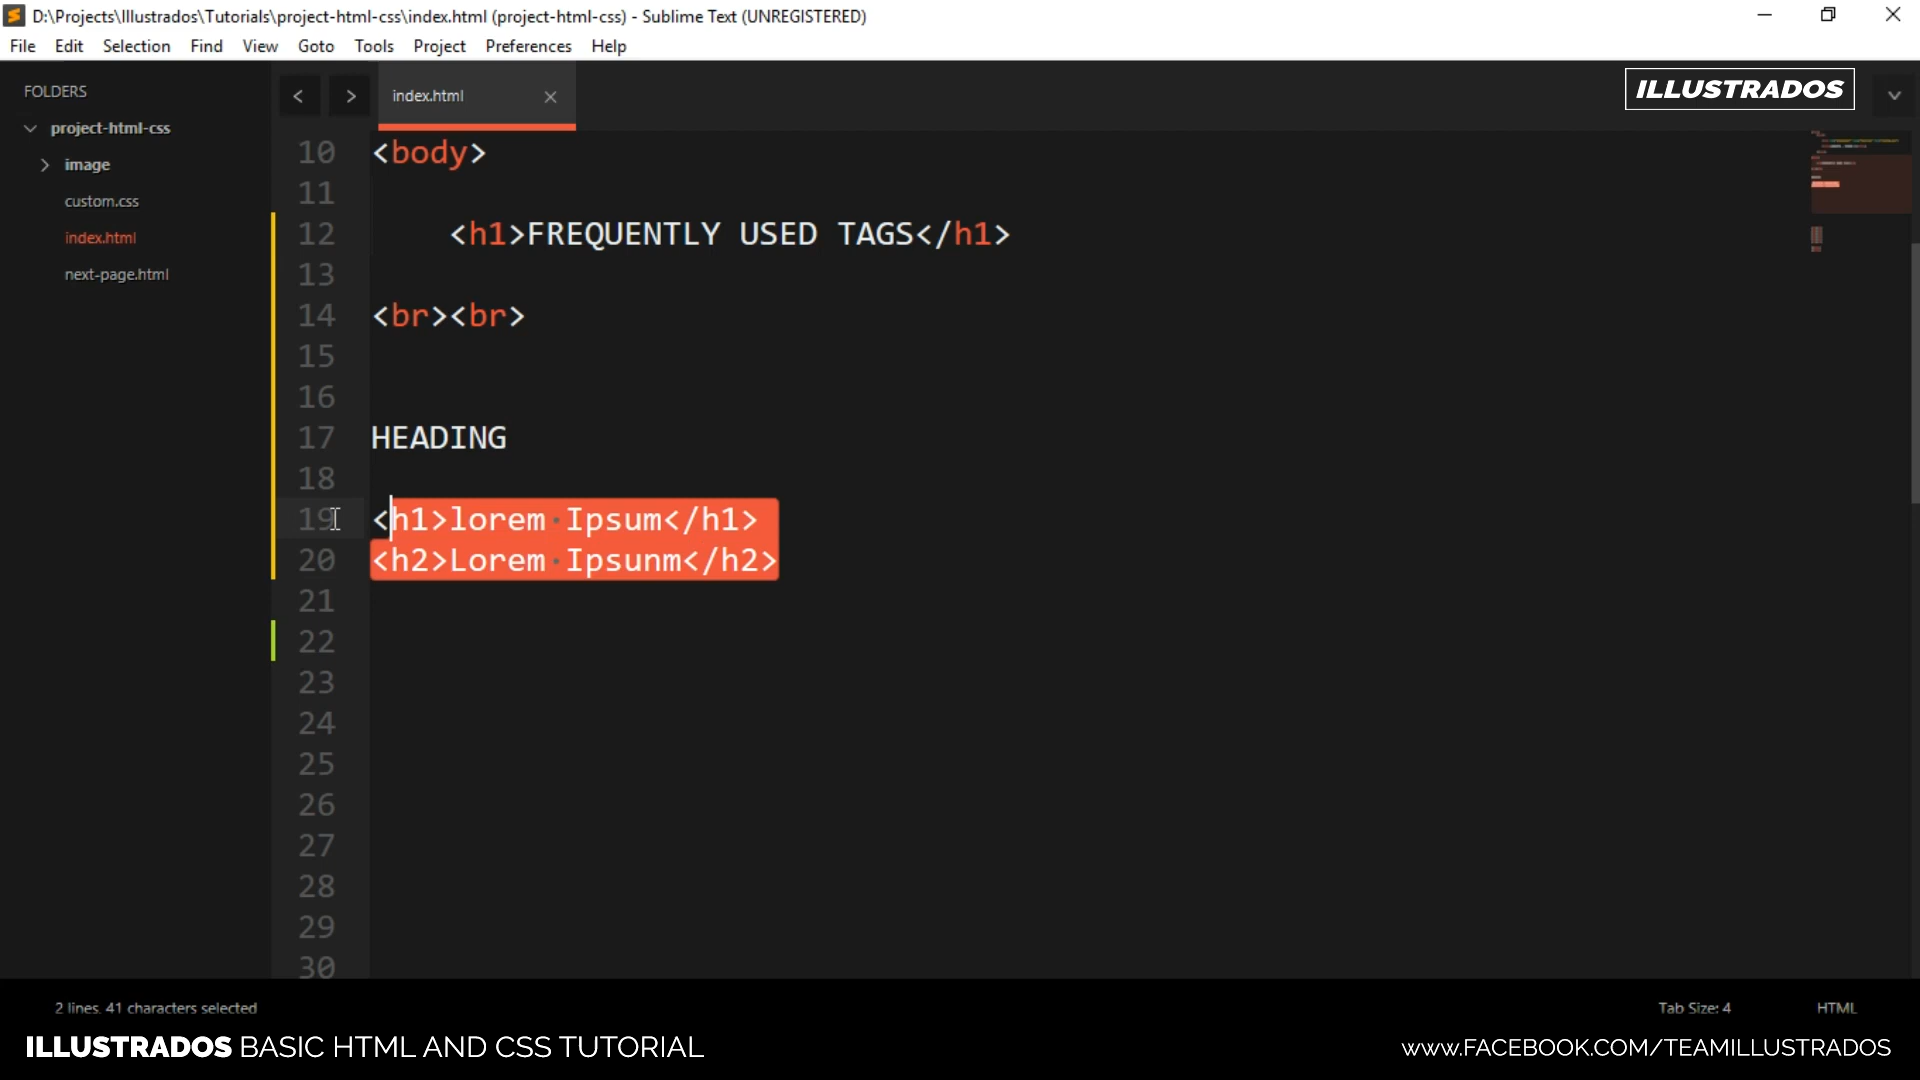 D:\Projects\Illustrados\Tutorials\project-html-css\index.html (project-html-css) - Sublime Text (UNREGISTERED)
File Edit Selection Find View Goto Tools Project Preferences Help
FOLDERS
project-html-css
image
custom.css
index.html
next-page.html
< > index.html ×
ILLUSTRADOS
10 <body>
11
12 <h1>FREQUENTLY USED TAGS</h1>
13
14 <br><br>
15
16
17 HEADING
18
19 <h1>lorem Ipsum</h1>
20 <h2>Lorem Ipsunm</h2>
21
22
23
24
25
26
27
28
29
30
2 lines, 41 characters selected
Tab Size: 4 HTML
ILLUSTRADOS BASIC HTML AND CSS TUTORIAL
www.FACEBOOK.COM/TEAMILLUSTRADOS